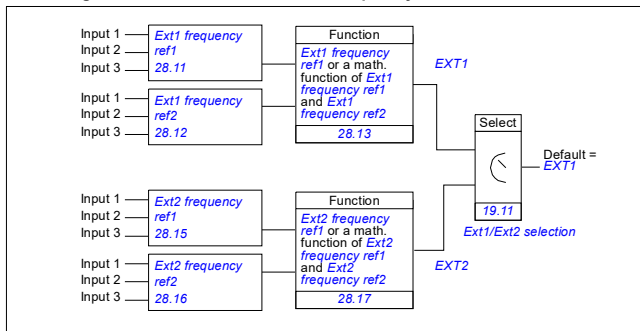 Input 1
Input 2
Input 3
Ext1 frequency
ref1
28.11
Input 1
Input 2
Input 3
Ext1 frequency
ref2
28.12
Function
Ext1 frequency
ref1 or a math.
function of Ext1
frequency ref1
and Ext1
frequency ref2
28.13
EXT1
Input 1
Input 2
Input 3
Ext2 frequency
ref1
28.15
Input 1
Input 2
Input 3
Ext2 frequency
ref2
28.16
Function
Ext2 frequency
ref1 or a math.
function of Ext2
frequency ref1
and Ext2
frequency ref2
28.17
EXT2
Select
19.11
Ext1/Ext2 selection
Default =
EXT1